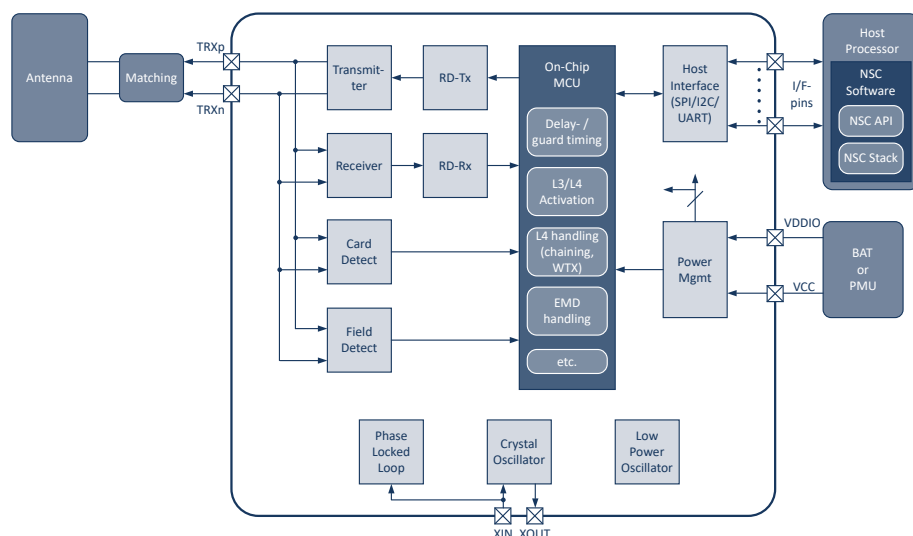 Antenna
Matching
TRXp
TRXn
Transmit-
ter
RD-Tx
Receiver
RD-Rx
Card
Detect
Field
Detect
On-Chip
MCU
Delay- /
guard timing
L3/L4
Activation
L4 handling
(chaining,
WTX)
EMD
handling
etc.
Host
Interface
(SPI/I2C/
UART)
I/F-
pins
Host
Processor
NSC
Software
NSC API
NSC Stack
Power
Mgmt
VDDIO
VCC
BAT
or
PMU
Phase
Locked
Loop
Crystal
Oscillator
Low
Power
Oscillator
XIN XOUT